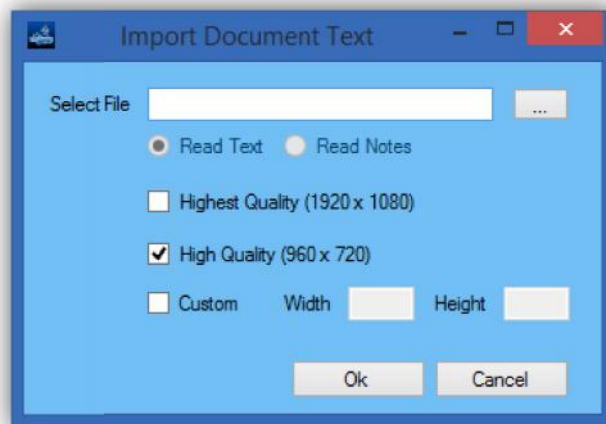 Import Document Text
Select File ...
Read Text Read Notes
Highest Quality (1920 x 1080)
High Quality (960 x 720)
Custom Width Height
Ok Cancel